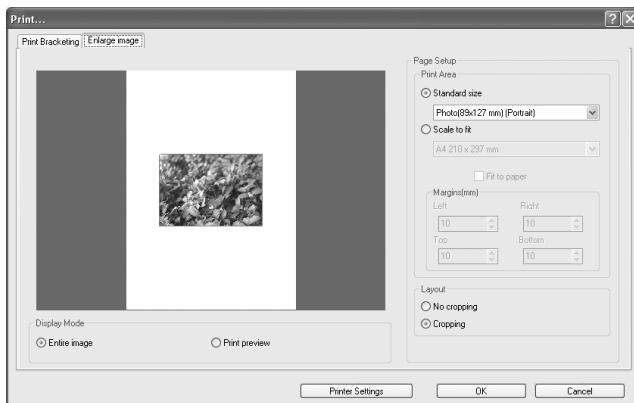 Print...
Print Bracketing
Enlarge image
Page Setup
Print Area
Standard size
Photo(89x127 mm) (Portrait)
Scale to fit
A4 210 x 297 mm
Fit to paper
Margins(mm)
Left Right
10 10
Top Bottom
10 10
Layout
No cropping
Cropping
Display Mode
Entire image
Print preview
Printer Settings
OK
Cancel